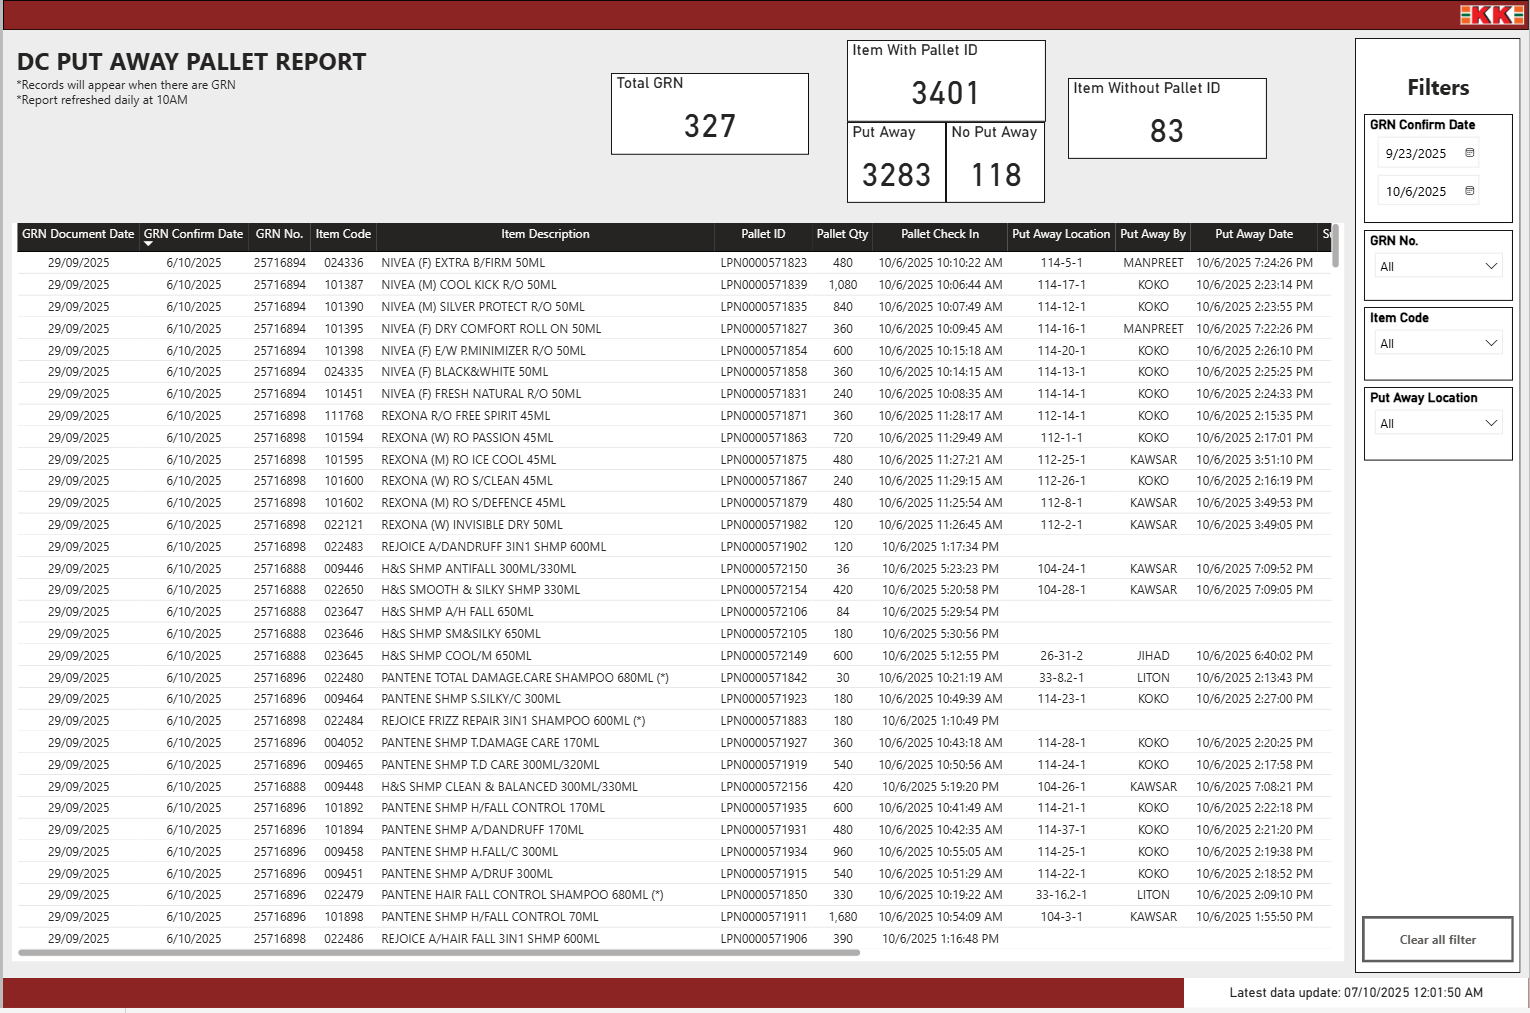 KK
DC PUT AWAY PALLET REPORT
*Records will appear when there are GRN
*Report refreshed daily at 10AM
Total GRN
327
Item With Pallet ID
3401
Put Away
3283
No Put Away
118
Item Without Pallet ID
83
GRN Document Date GRN Confirm Date GRN No. Item Code Item Description Pallet ID Pallet Qty Pallet Check In Put Away Location Put Away By Put Away Date
29/09/2025 6/10/2025 25716894 024336 NIVEA (F) EXTRA B/FIRM 50ML LPN0000571823 480 10/6/2025 10:10:22 AM 114-5-1 MANPREET 10/6/2025 7:24:26 PM
29/09/2025 6/10/2025 25716894 101387 NIVEA (M) COOL KICK R/O 50ML LPN0000571839 1,080 10/6/2025 10:06:44 AM 114-17-1 KOKO 10/6/2025 2:23:14 PM
29/09/2025 6/10/2025 25716894 101390 NIVEA (M) SILVER PROTECT R/O 50ML LPN0000571835 840 10/6/2025 10:07:49 AM 114-12-1 KOKO 10/6/2025 2:23:55 PM
29/09/2025 6/10/2025 25716894 101395 NIVEA (F) DRY COMFORT ROLL ON 50ML LPN0000571827 360 10/6/2025 10:09:45 AM 114-16-1 MANPREET 10/6/2025 7:22:26 PM
29/09/2025 6/10/2025 25716894 101398 NIVEA (F) E/W P.MINIMIZER R/O 50ML LPN0000571854 600 10/6/2025 10:15:18 AM 114-20-1 KOKO 10/6/2025 2:26:10 PM
29/09/2025 6/10/2025 25716894 024335 NIVEA (F) BLACK&WHITE 50ML LPN0000571858 360 10/6/2025 10:14:15 AM 114-13-1 KOKO 10/6/2025 2:25:25 PM
29/09/2025 6/10/2025 25716894 101451 NIVEA (F) FRESH NATURAL R/O 50ML LPN0000571831 240 10/6/2025 10:08:35 AM 114-14-1 KOKO 10/6/2025 2:24:33 PM
29/09/2025 6/10/2025 25716898 111768 REXONA R/O FREE SPIRIT 45ML LPN0000571871 360 10/6/2025 11:28:17 AM 112-14-1 KOKO 10/6/2025 2:15:35 PM
29/09/2025 6/10/2025 25716898 101594 REXONA (W) RO PASSION 45ML LPN0000571863 720 10/6/2025 11:29:49 AM 112-1-1 KOKO 10/6/2025 2:17:01 PM
29/09/2025 6/10/2025 25716898 101595 REXONA (M) RO ICE COOL 45ML LPN0000571875 480 10/6/2025 11:27:21 AM 112-25-1 KAWSAR 10/6/2025 3:51:10 PM
29/09/2025 6/10/2025 25716898 101600 REXONA (W) RO S/CLEAN 45ML LPN0000571867 240 10/6/2025 11:29:15 AM 112-26-1 KOKO 10/6/2025 2:16:19 PM
29/09/2025 6/10/2025 25716898 101602 REXONA (M) RO S/DEFENCE 45ML LPN0000571879 480 10/6/2025 11:25:54 AM 112-8-1 KAWSAR 10/6/2025 3:49:53 PM
29/09/2025 6/10/2025 25716898 022121 REXONA (W) INVISIBLE DRY 50ML LPN0000571982 120 10/6/2025 11:26:45 AM 112-2-1 KAWSAR 10/6/2025 3:49:05 PM
29/09/2025 6/10/2025 25716898 022483 REJOICE A/DANDRUFF 3IN1 SHMP 600ML LPN0000571902 120 10/6/2025 1:17:34 PM
29/09/2025 6/10/2025 25716888 009446 H&S SHMP ANTIFALL 300ML/330ML LPN0000572150 36 10/6/2025 5:23:23 PM 104-24-1 KAWSAR 10/6/2025 7:09:52 PM
29/09/2025 6/10/2025 25716888 022650 H&S SMOOTH & SILKY SHMP 330ML LPN0000572154 420 10/6/2025 5:20:58 PM 104-28-1 KAWSAR 10/6/2025 7:09:05 PM
29/09/2025 6/10/2025 25716888 023647 H&S SHMP A/H FALL 650ML LPN0000572106 84 10/6/2025 5:29:54 PM
29/09/2025 6/10/2025 25716888 023646 H&S SHMP SM&SILKY 650ML LPN0000572105 180 10/6/2025 5:30:56 PM
29/09/2025 6/10/2025 25716888 023645 H&S SHMP COOL/M 650ML LPN0000572149 600 10/6/2025 5:12:55 PM 26-31-2 JIHAD 10/6/2025 6:40:02 PM
29/09/2025 6/10/2025 25716896 022480 PANTENE TOTAL DAMAGE.CARE SHAMPOO 680ML (*) LPN0000571842 30 10/6/2025 10:21:19 AM 33-8.2-1 LITON 10/6/2025 2:13:43 PM
29/09/2025 6/10/2025 25716896 009464 PANTENE SHMP S.SILKY/C 300ML LPN0000571923 180 10/6/2025 10:49:39 AM 114-23-1 KOKO 10/6/2025 2:27:00 PM
29/09/2025 6/10/2025 25716898 022484 REJOICE FRIZZ REPAIR 3IN1 SHAMPOO 600ML (*) LPN0000571883 180 10/6/2025 1:10:49 PM
29/09/2025 6/10/2025 25716896 004052 PANTENE SHMP T.DAMAGE CARE 170ML LPN0000571927 360 10/6/2025 10:43:18 AM 114-28-1 KOKO 10/6/2025 2:20:25 PM
29/09/2025 6/10/2025 25716896 009465 PANTENE SHMP T.D CARE 300ML/320ML LPN0000571919 540 10/6/2025 10:50:56 AM 114-24-1 KOKO 10/6/2025 2:17:58 PM
29/09/2025 6/10/2025 25716888 009448 H&S SHMP CLEAN & BALANCED 300ML/330ML LPN0000572156 420 10/6/2025 5:19:20 PM 104-26-1 KAWSAR 10/6/2025 7:08:21 PM
29/09/2025 6/10/2025 25716896 101892 PANTENE SHMP H/FALL CONTROL 170ML LPN0000571935 600 10/6/2025 10:41:49 AM 114-21-1 KOKO 10/6/2025 2:22:18 PM
29/09/2025 6/10/2025 25716896 101894 PANTENE SHMP A/DANDRUFF 170ML LPN0000571931 480 10/6/2025 10:42:35 AM 114-37-1 KOKO 10/6/2025 2:21:20 PM
29/09/2025 6/10/2025 25716896 009458 PANTENE SHMP H.FALL/C 300ML LPN0000571934 960 10/6/2025 10:55:05 AM 114-25-1 KOKO 10/6/2025 2:19:38 PM
29/09/2025 6/10/2025 25716896 009451 PANTENE SHMP A/DRUF 300ML LPN0000571915 540 10/6/2025 10:51:29 AM 114-22-1 KOKO 10/6/2025 2:18:52 PM
29/09/2025 6/10/2025 25716896 022479 PANTENE HAIR FALL CONTROL SHAMPOO 680ML (*) LPN0000571850 330 10/6/2025 10:19:22 AM 33-16.2-1 LITON 10/6/2025 2:09:10 PM
29/09/2025 6/10/2025 25716896 101898 PANTENE SHMP H/FALL CONTROL 70ML LPN0000571911 1,680 10/6/2025 10:54:09 AM 104-3-1 KAWSAR 10/6/2025 1:55:50 PM
29/09/2025 6/10/2025 25716898 022486 REJOICE A/HAIR FALL 3IN1 SHMP 600ML LPN0000571906 390 10/6/2025 1:16:48 PM
Filters
GRN Confirm Date
9/23/2025
10/6/2025
GRN No.
All
Item Code
All
Put Away Location
All
Clear all filter
Latest data update: 07/10/2025 12:01:50 AM